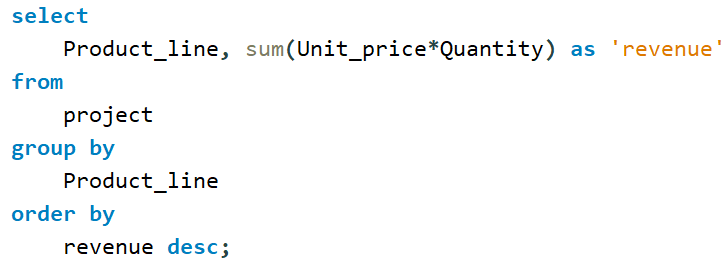 select
Product_line, sum(Unit_price*Quantity) as 'revenue'
from
project
group by
Product_line
order by
revenue desc;